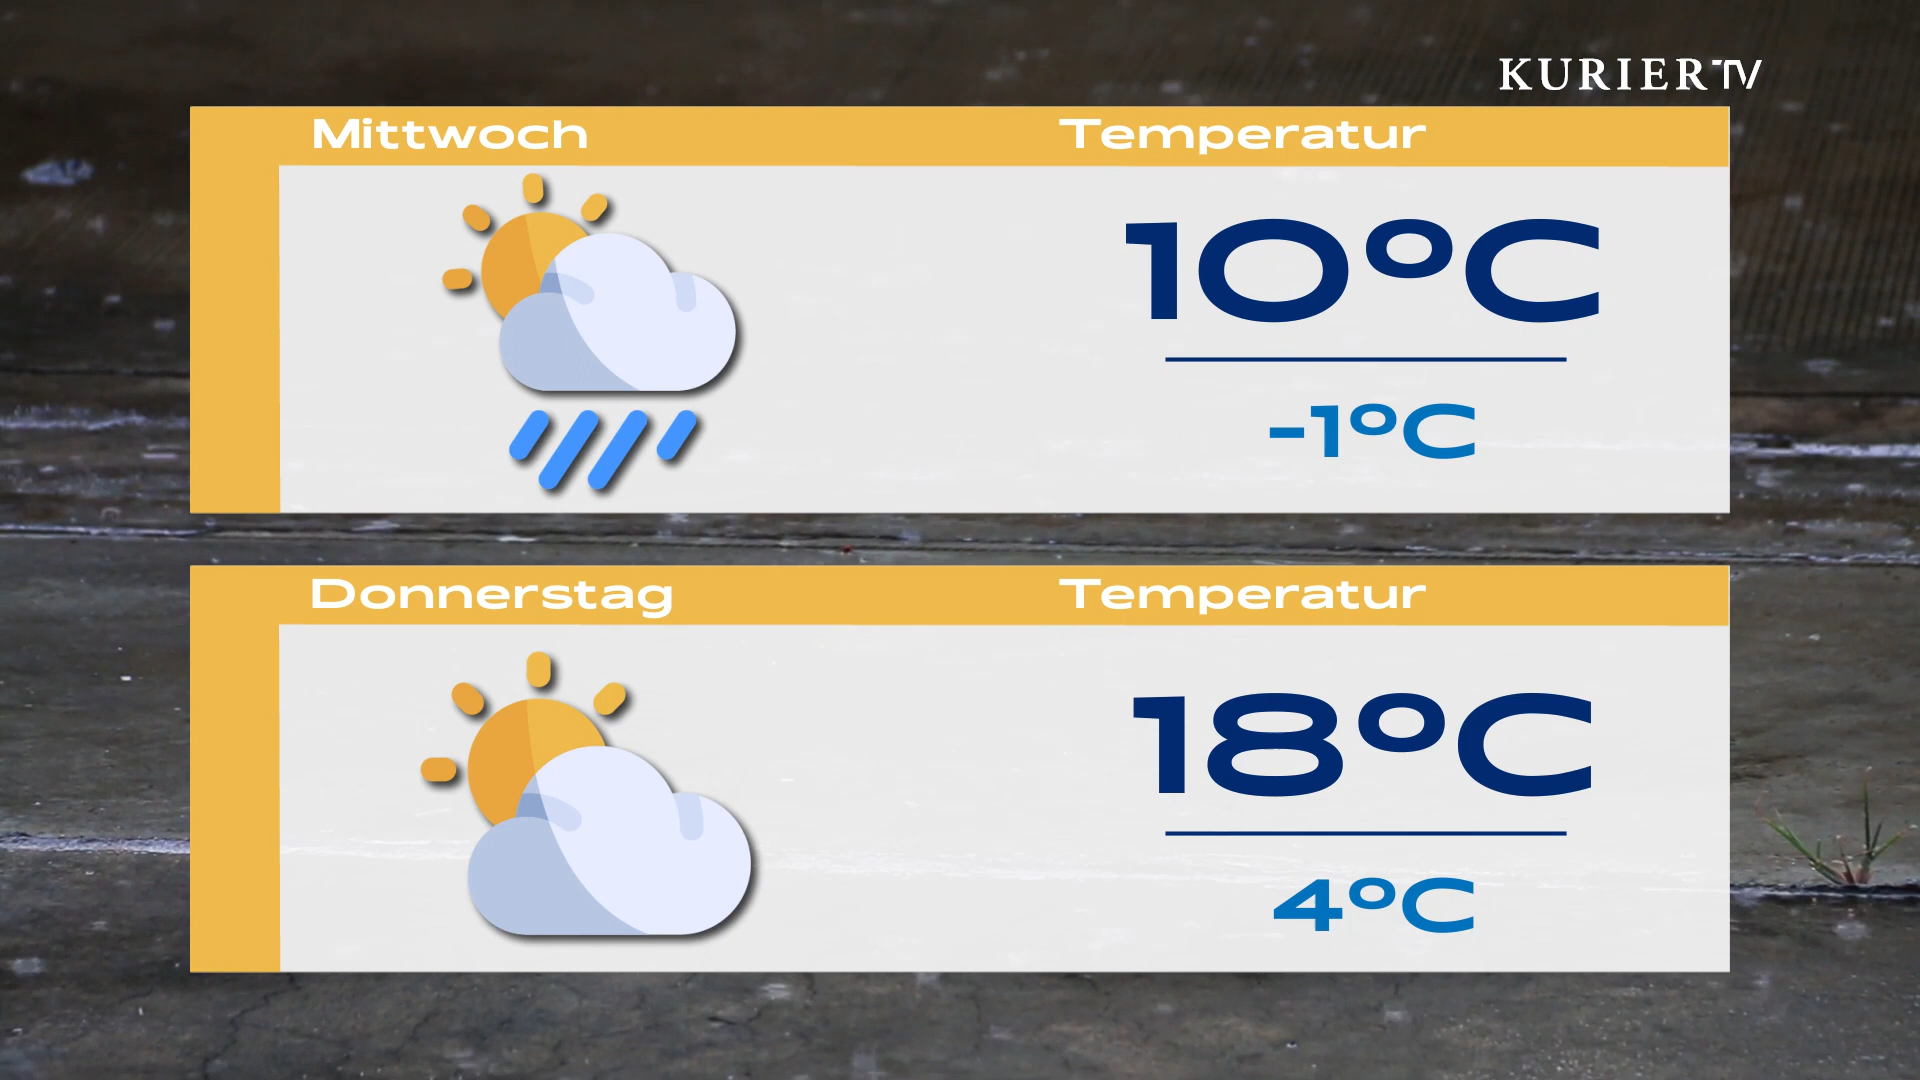 KURIER TV
Mittwoch Temperatur
10°C
-1°C
Donnerstag Temperatur
18°C
4°C